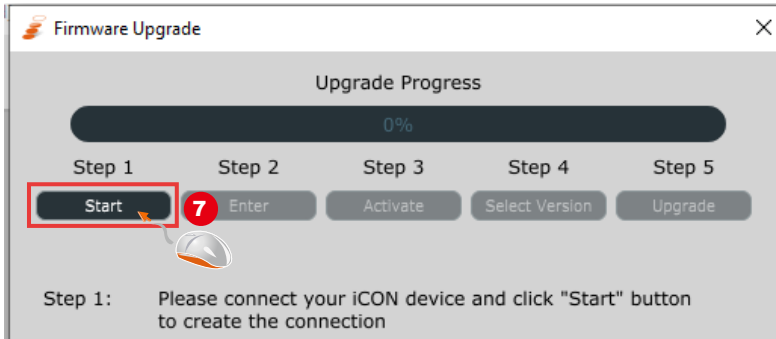 Firmware Upgrade
Upgrade Progress
0%
Step 1 Step 2 Step 3 Step 4 Step 5
Start 7 Enter Activate Select Version Upgrade
Step 1: Please connect your iCON device and click "Start" button
to create the connection